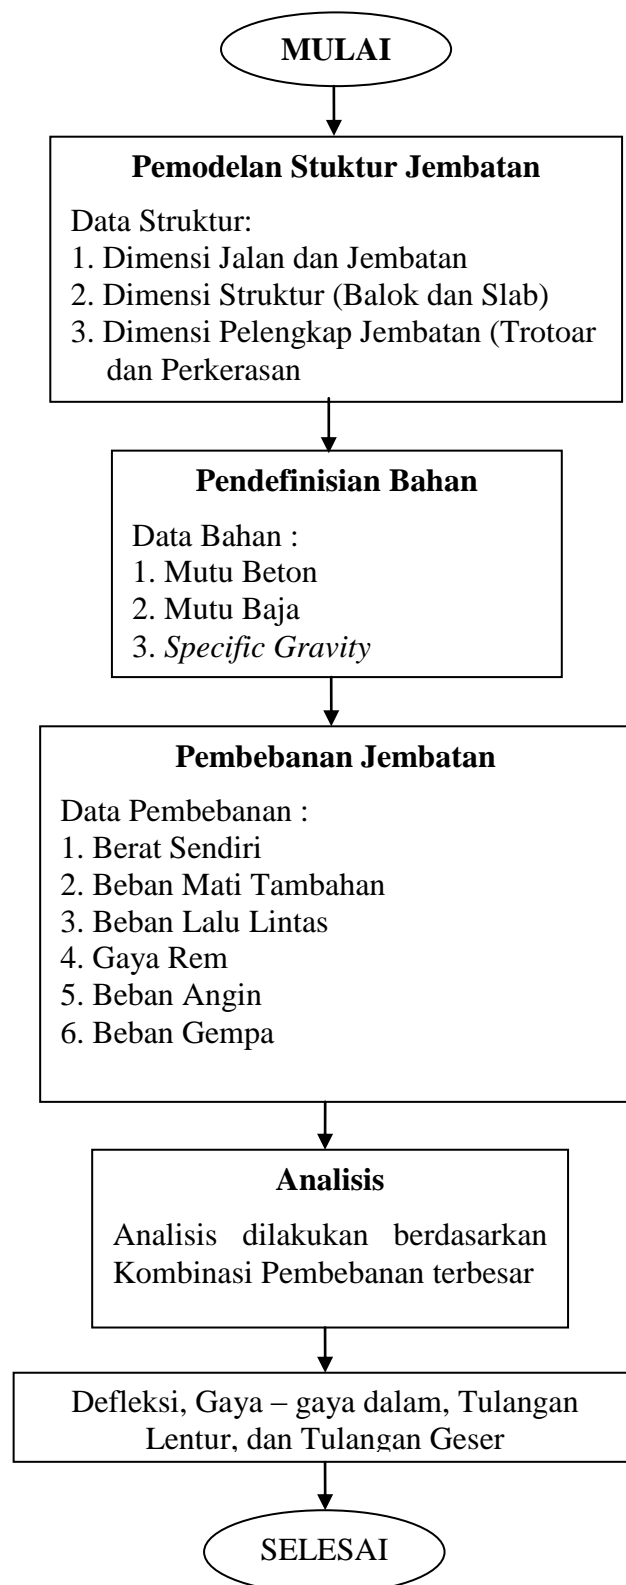 MULAI
Pemodelan Stuktur Jembatan
Data Struktur:
1. Dimensi Jalan dan Jembatan
2. Dimensi Struktur (Balok dan Slab)
3. Dimensi Pelengkap Jembatan (Trotoar
dan Perkerasan
Pendefinisian Bahan
Data Bahan :
1. Mutu Beton
2. Mutu Baja
3. Specific Gravity
Pembebanan Jembatan
Data Pembebanan :
1. Berat Sendiri
2. Beban Mati Tambahan
3. Beban Lalu Lintas
4. Gaya Rem
5. Beban Angin
6. Beban Gempa
Analisis
Analisis dilakukan berdasarkan
Kombinasi Pembebanan terbesar
Defleksi, Gaya – gaya dalam, Tulangan
Lentur, dan Tulangan Geser
SELESAI